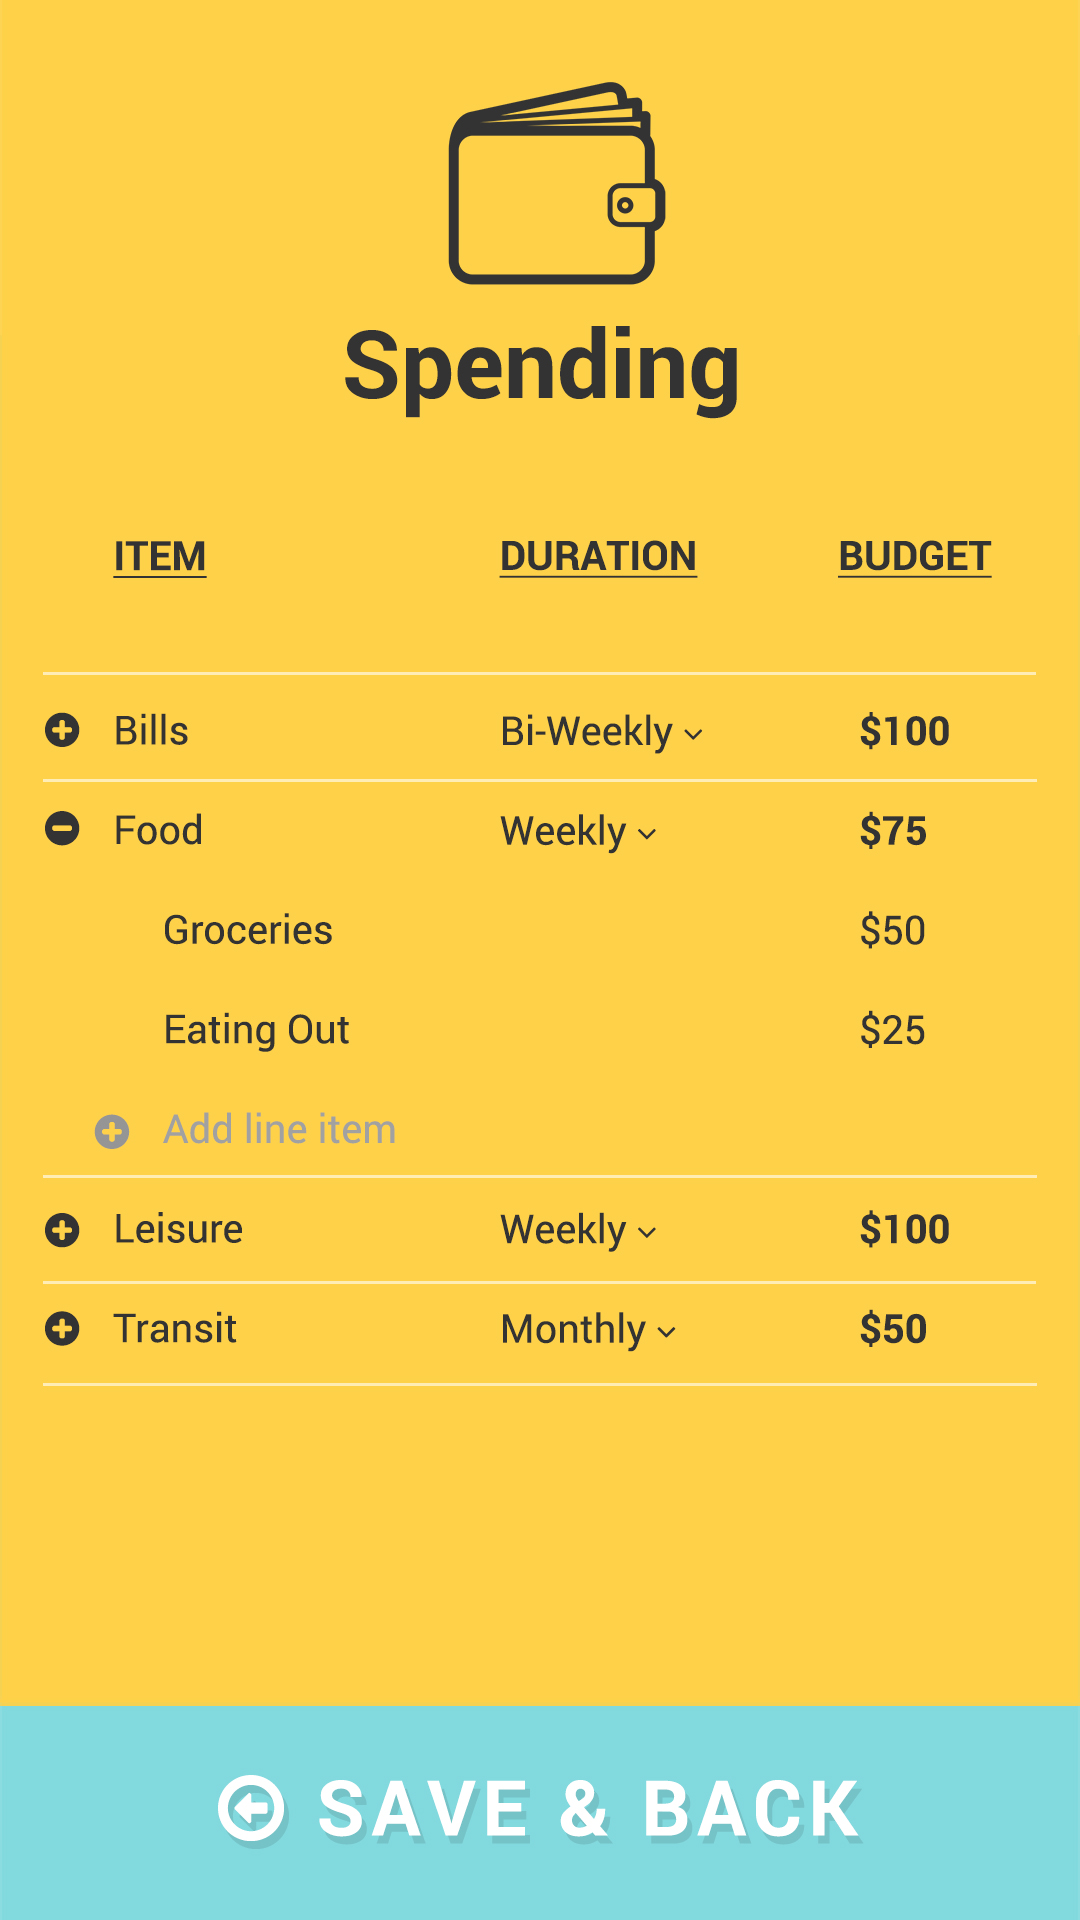 Spending
ITEM DURATION BUDGET
Bills Bi-Weekly $100
Food Weekly $75
Groceries $50
Eating Out $25
Add line item
Leisure Weekly $100
Transit Monthly $50
SAVE & BACK